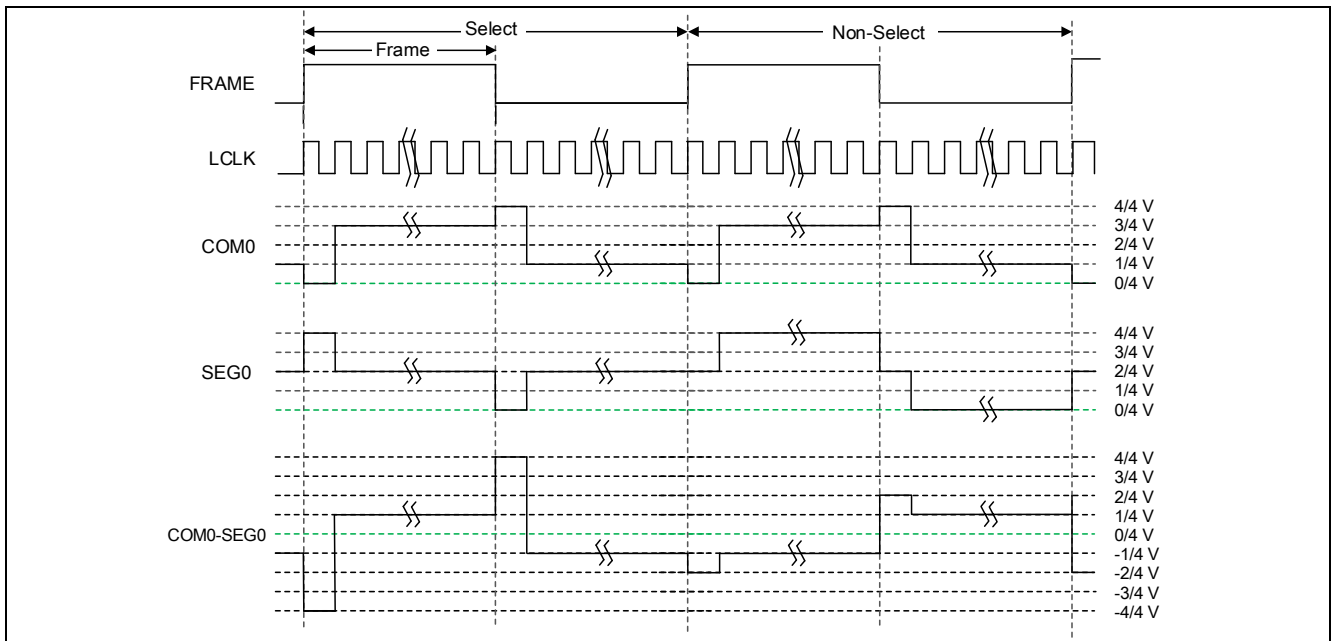 Select
Non-Select
Frame
FRAME
LCLK
4/4 V
3/4 V
COM0
2/4 V
1/4 V
0/4 V
4/4 V
3/4 V
SEG0
2/4 V
1/4 V
0/4 V
4/4 V
3/4 V
2/4 V
1/4 V
COM0-SEG0
0/4 V
-1/4 V
-2/4 V
-3/4 V
-4/4 V